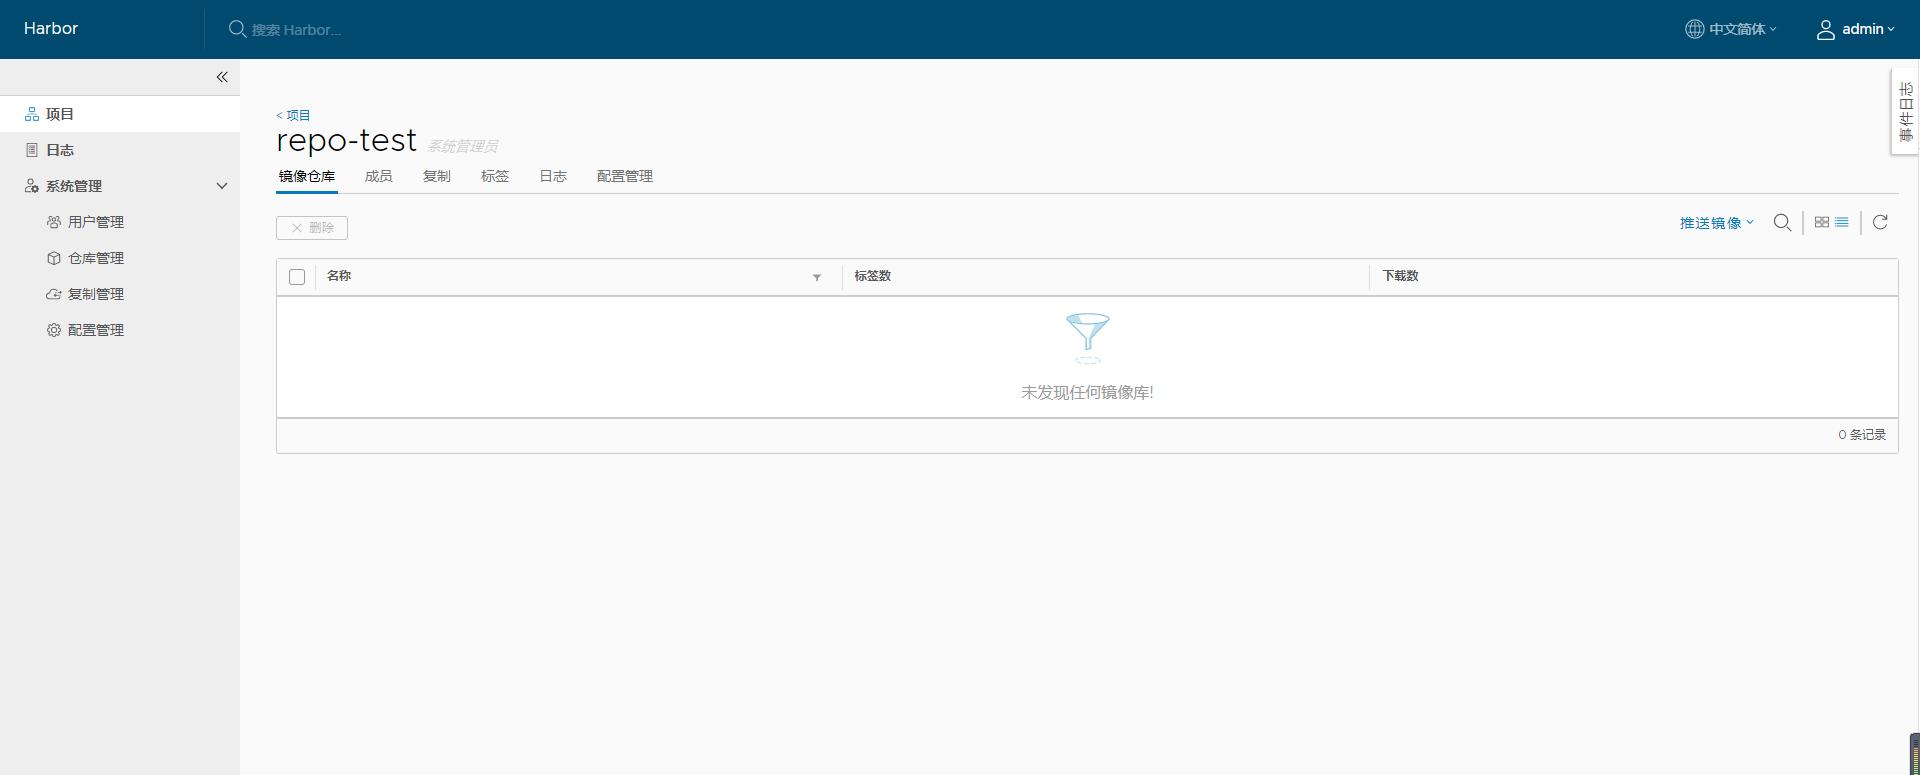 Harbor
搜索 Harbor...
中文简体
admin
项目
日志
系统管理
用户管理
仓库管理
复制管理
配置管理
< 项目
repo-test 系统管理员
镜像仓库 成员 复制 标签 日志 配置管理
删除
推送镜像
名称 标签数 下载数
未发现任何镜像库!
0 条记录
事件日志